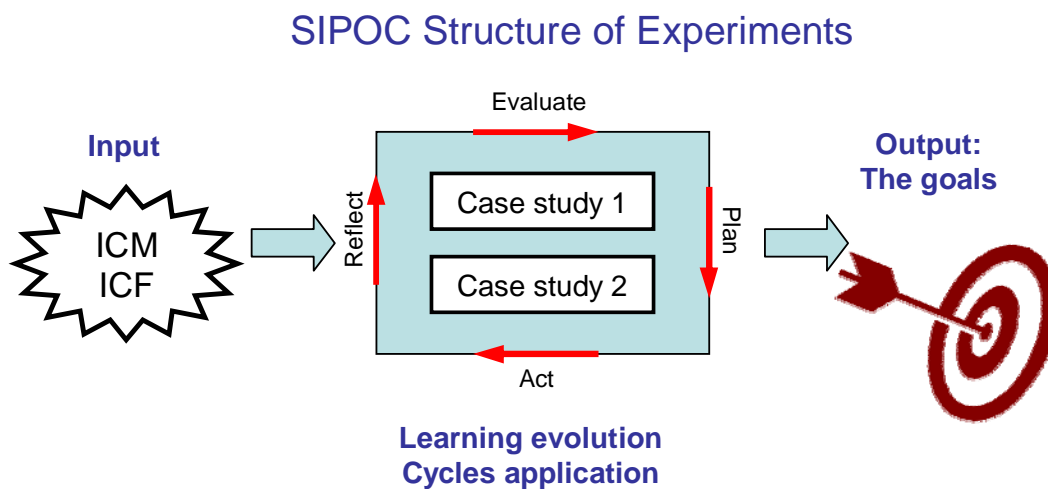 SIPOC Structure of Experiments
Evaluate
Input
Output:
The goals
ICM
ICF
Reflect
Case study 1
Case study 2
Plan
Act
Learning evolution
Cycles application